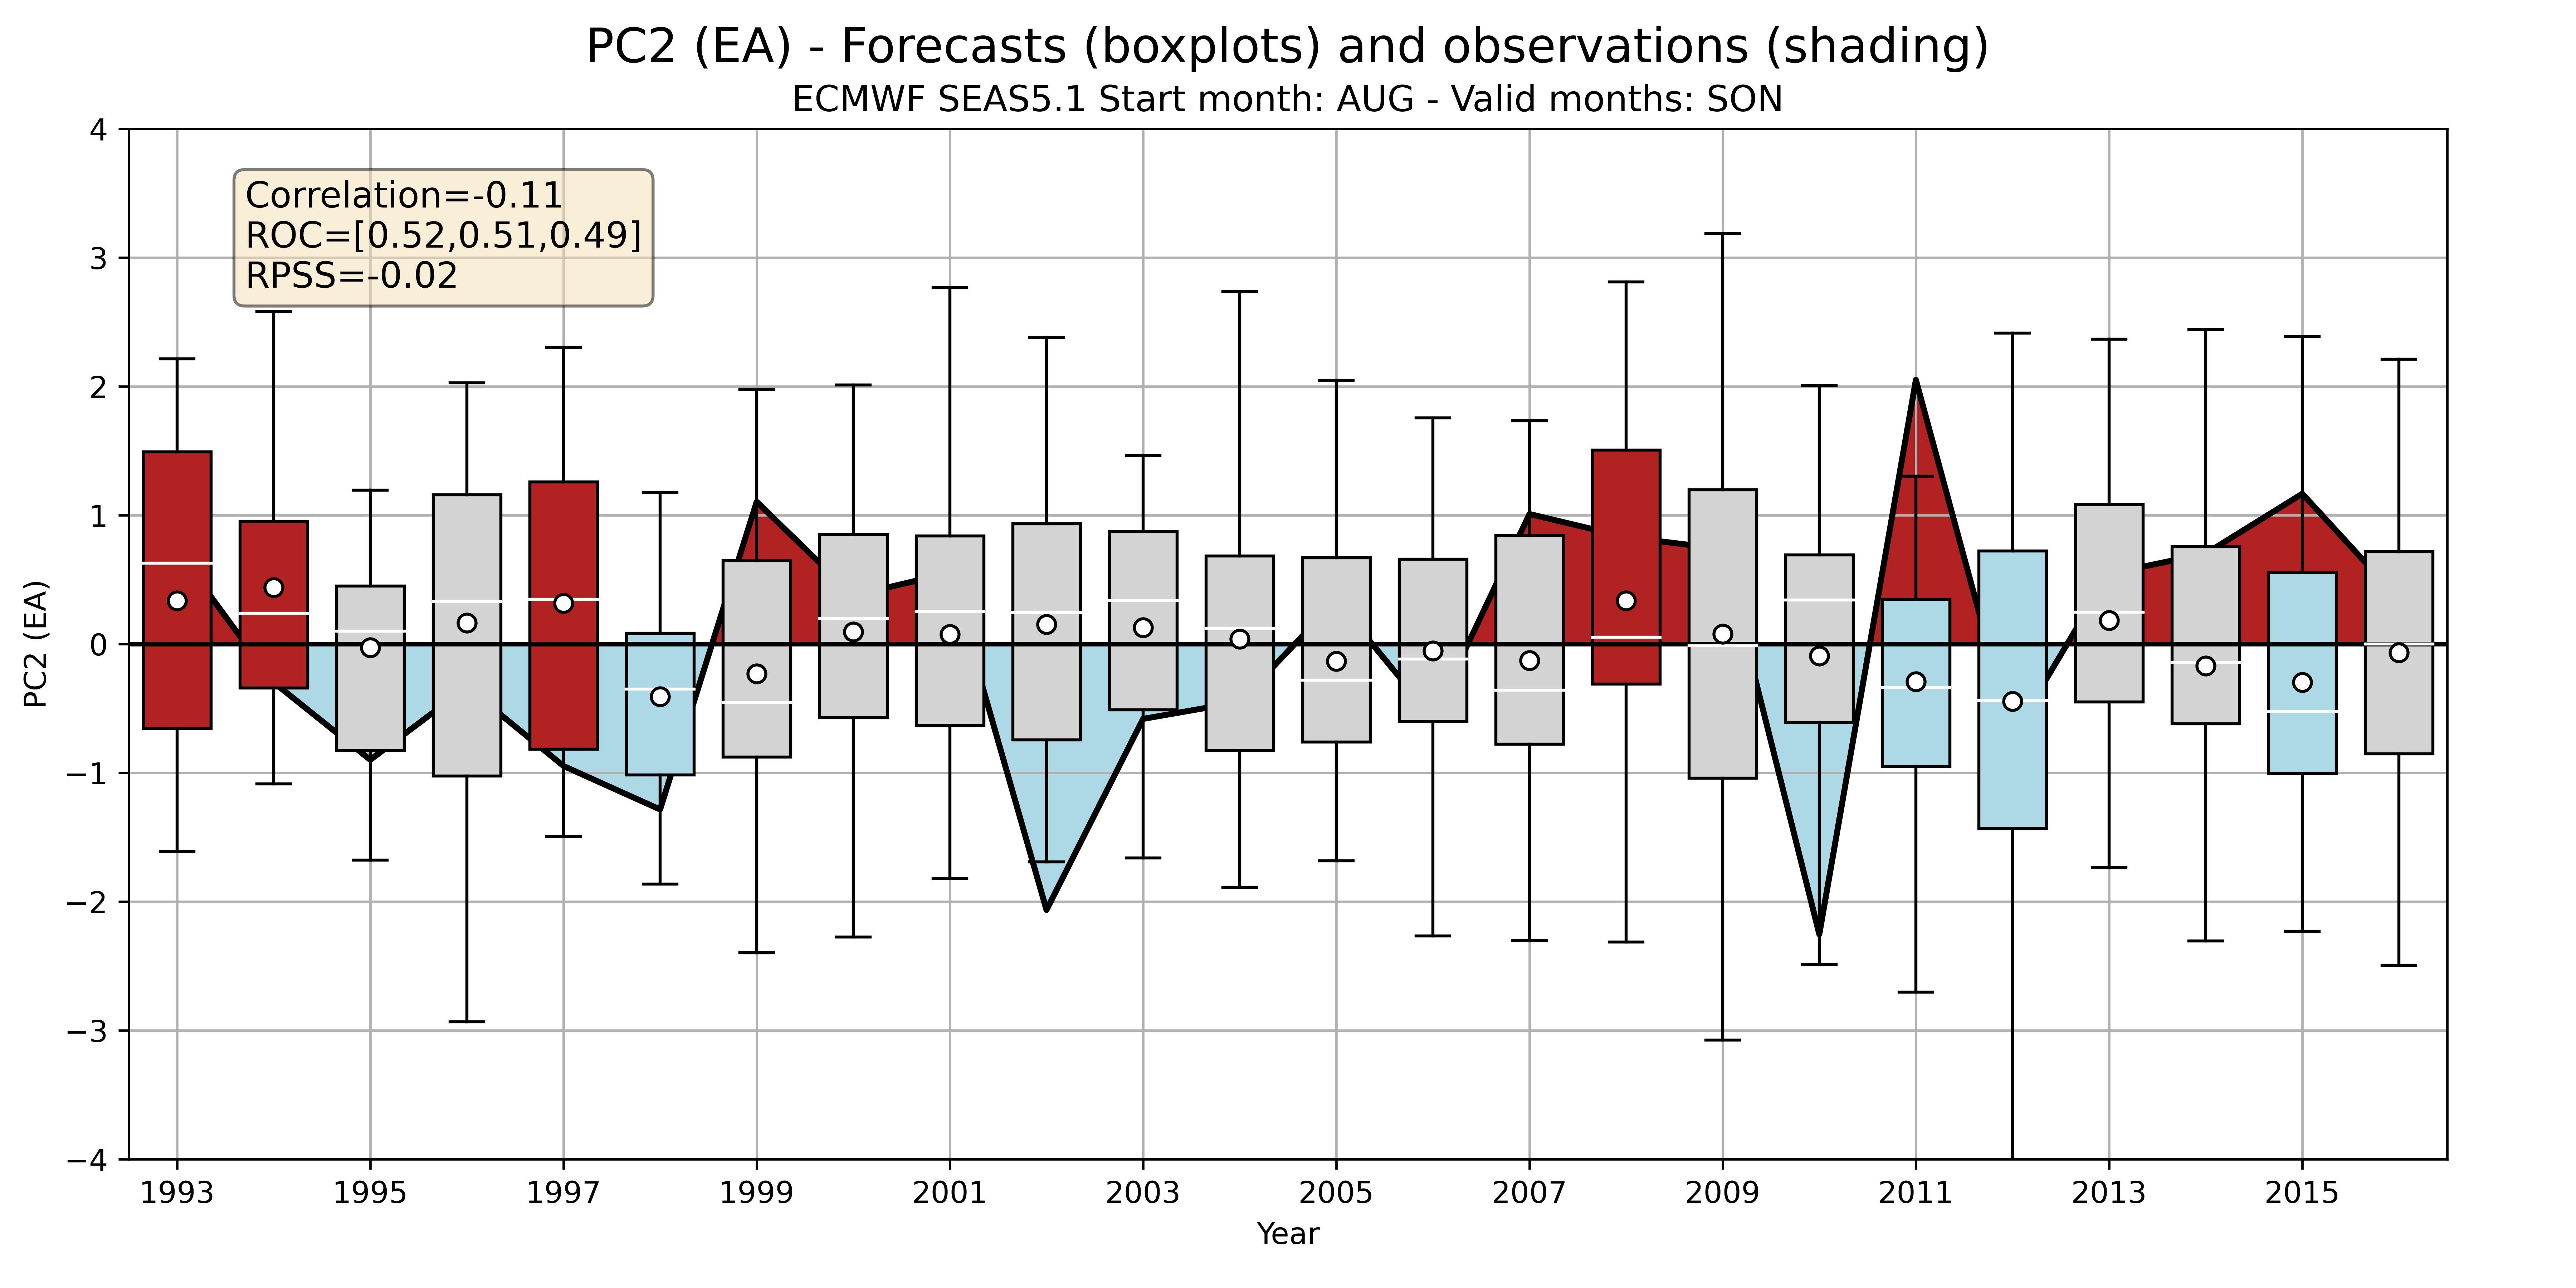 PC2 (EA) - Forecasts (boxplots) and observations (shading)
ECMWF SEAS5.1 Start month: AUG - Valid months: SON
Correlation=-0.11
ROC=[0.52,0.51,0.49]
RPSS=-0.02
PC2 (EA)
4
3
2
1
0
−1
−2
−3
−4
1993 1995 1997 1999 2001 2003 2005 2007 2009 2011 2013 2015
Year